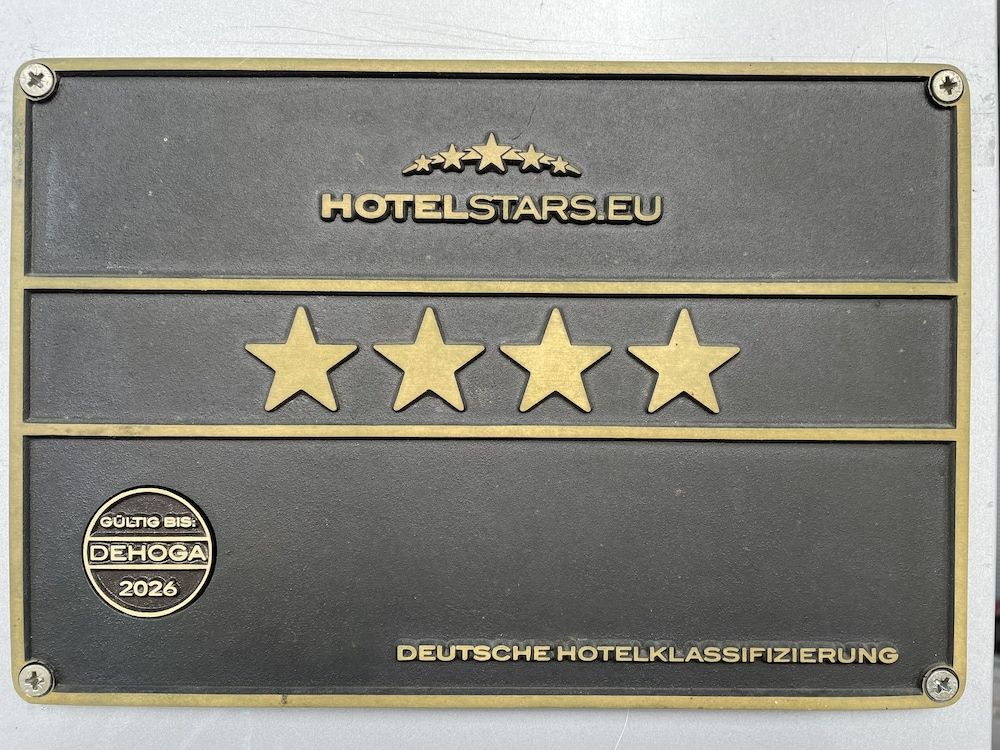 HOTELSTARS.EU
GÜLTIG BIS:
DEHOGA
2026
DEUTSCHE HOTELKLASSIFIZIERUNG